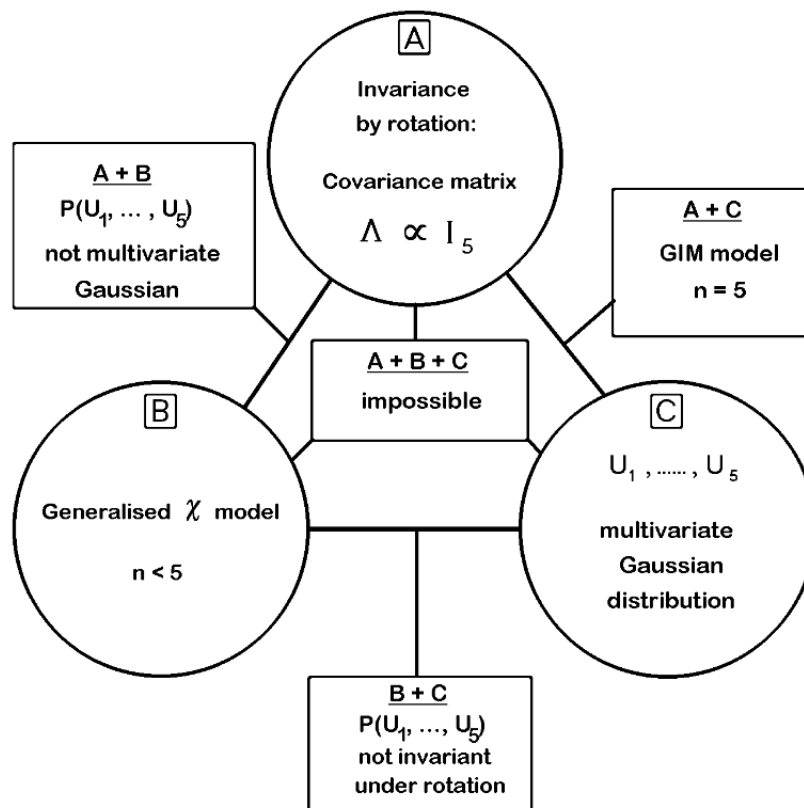 A
Invariance
by rotation:
Covariance matrix
Λ ∝ I₅
A + B
P(U₁, ... , U₅)
not multivariate
Gaussian
A + C
GIM model
n = 5
A + B + C
impossible
B
Generalised χ model
n < 5
C
U₁ , ...... , U₅
multivariate
Gaussian
distribution
B + C
P(U₁, ..., U₅)
not invariant
under rotation